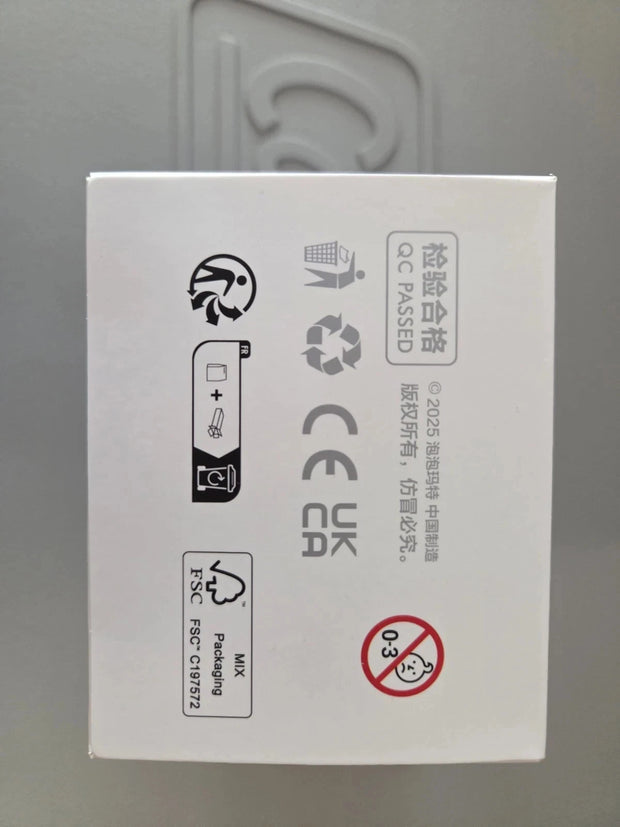 检验合格
QC PASSED
© 2025 泡泡玛特 中国制造
版权所有，仿冒必究。
CE
UK
CA
0-3
FR
+
FSC™
MIX
Packaging
FSC™ C197572